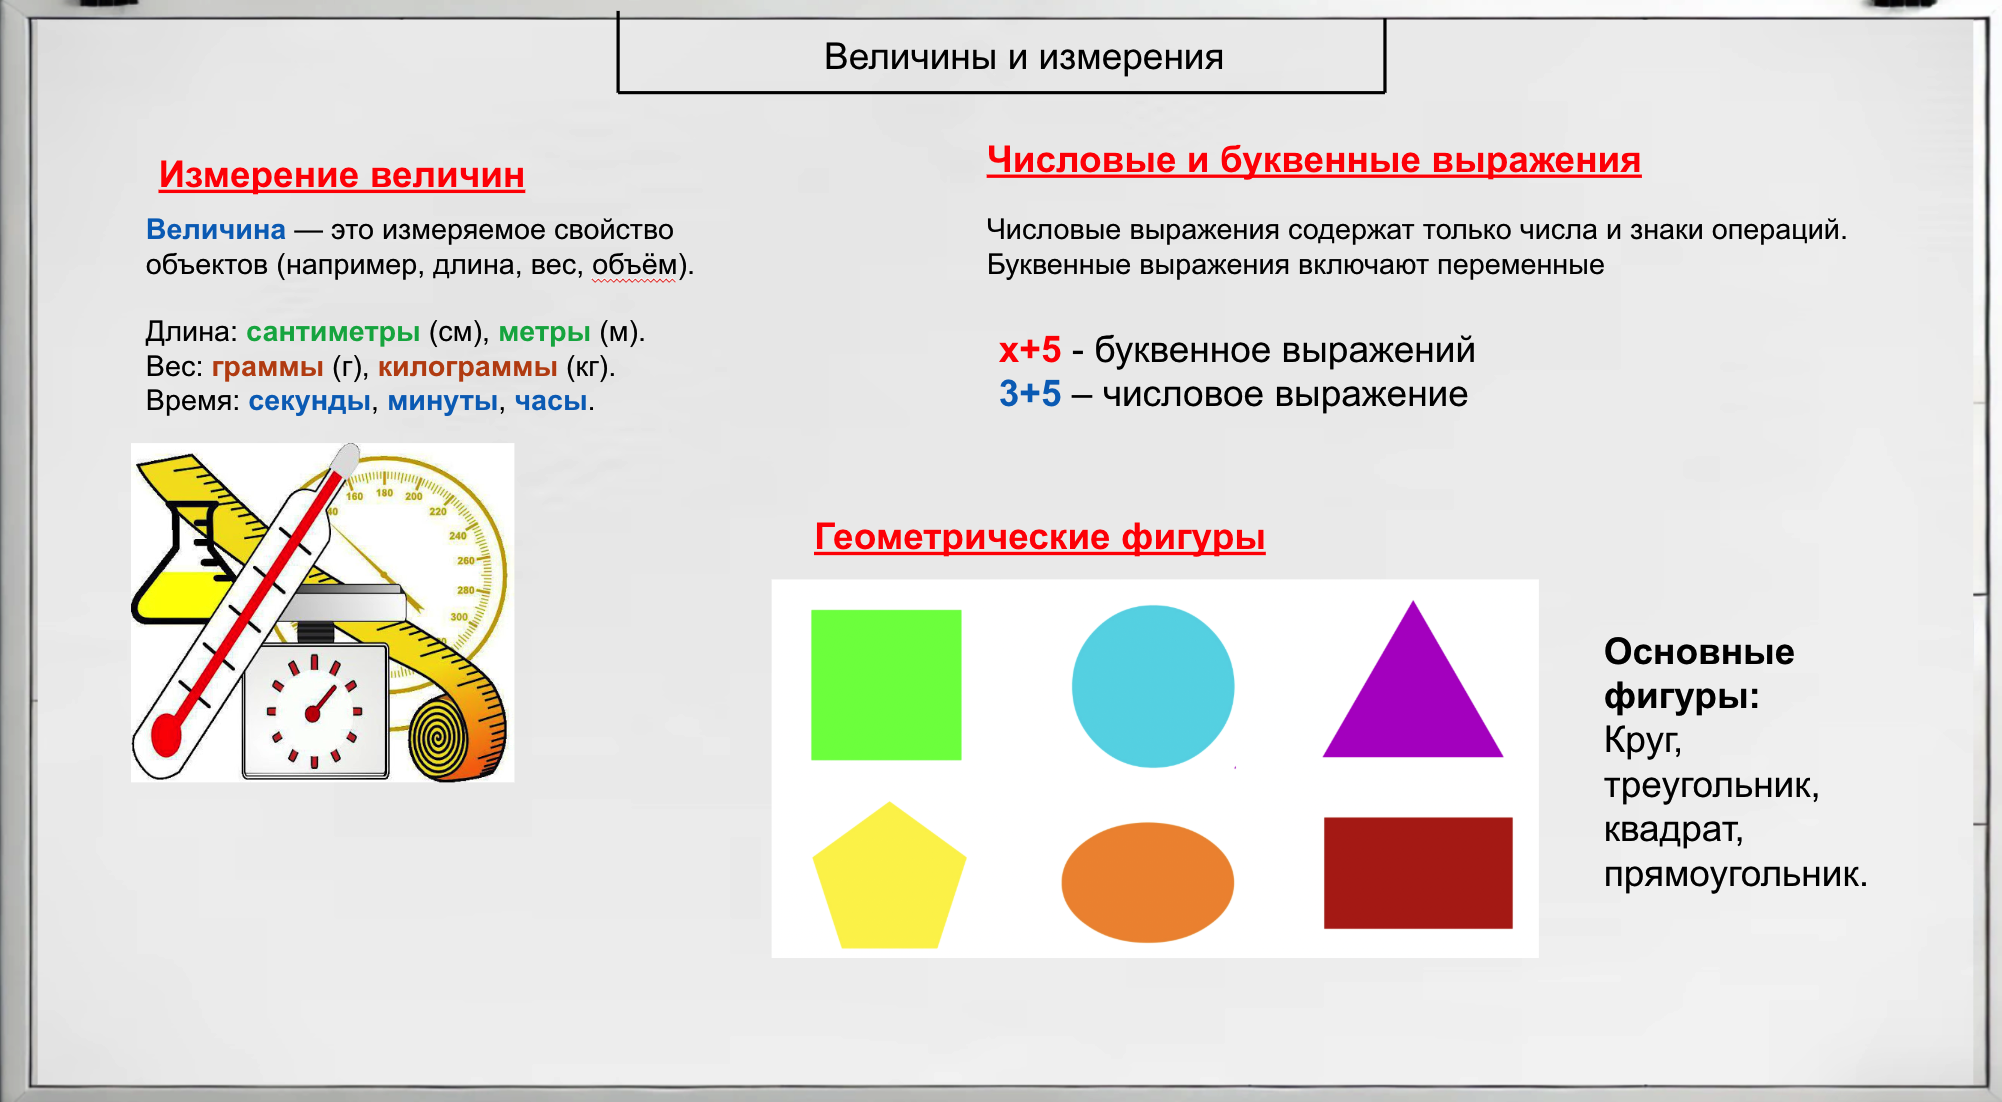 Величины и измерения
Измерение величин
Величина — это измеряемое свойство
объектов (например, длина, вес, объём).
Длина: сантиметры (см), метры (м).
Вес: граммы (г), килограммы (кг).
Время: секунды, минуты, часы.
160 180 200
40
220
240
260
280
300
Числовые и буквенные выражения
Числовые выражения содержат только числа и знаки операций.
Буквенные выражения включают переменные
х+5 - буквенное выражений
3+5 – числовое выражение
Геометрические фигуры
Основные
фигуры:
Круг,
треугольник,
квадрат,
прямоугольник.